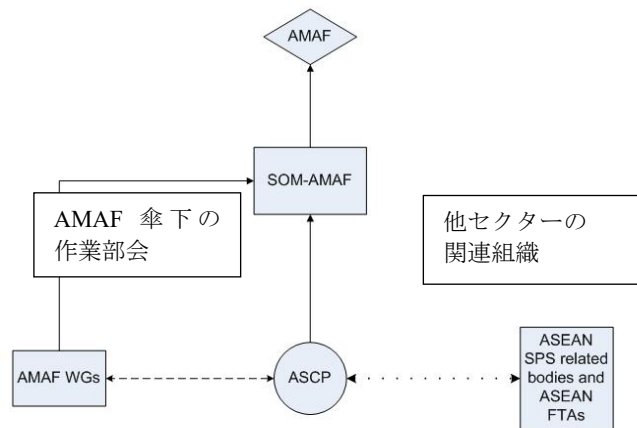 AMAF
SOM-AMAF
AMAF 傘下の
作業部会
他セクターの
関連組織
AMAF WGs
ASCP
ASEAN
SPS related
bodies and
ASEAN
FTAs